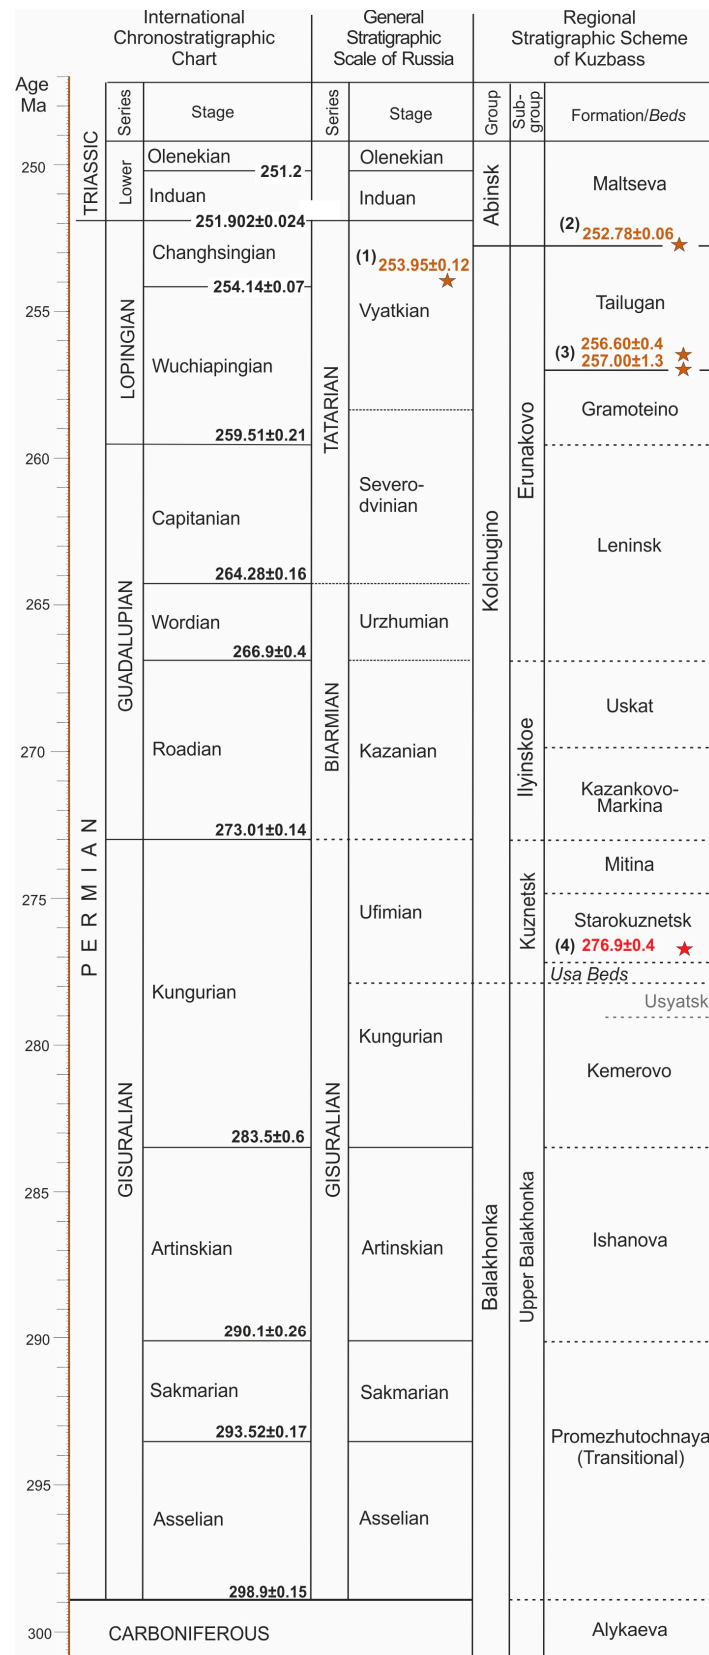 International
Chronostratigraphic
Chart
General
Stratigraphic
Scale of Russia
Regional
Stratigraphic Scheme
of Kuzbass
Age
Ma
Series
Stage
Series
Stage
Group
Sub-
group
Formation/Beds
250
255
260
265
270
275
280
285
290
295
300
TRIASSIC
PERMIAN
Lower
LOPINGIAN
GUADALUPIAN
GISURALIAN
Olenekian
251.2
Induan
251.902±0.024
Changhsingian
254.14±0.07
Wuchiapingian
259.51±0.21
Capitanian
264.28±0.16
Wordian
266.9±0.4
Roadian
273.01±0.14
Kungurian
283.5±0.6
Artinskian
290.1±0.26
Sakmarian
293.52±0.17
Asselian
298.9±0.15
CARBONIFEROUS
TATARIAN
BIARMIAN
GISURALIAN
Olenekian
Induan
(1) 253.95±0.12
Vyatkian
Severo-
dvinian
Urzhumian
Kazanian
Ufimian
Kungurian
Artinskian
Sakmarian
Asselian
Abinsk
Kolchugino
Balakhonka
Erunakovo
Ilyinskoe
Kuznetsk
Upper Balakhonka
Maltseva
(2) 252.78±0.06
Tailugan
(3) 256.60±0.4
257.00±1.3
Gramoteino
Leninsk
Uskat
Kazankovo-
Markina
Mitina
Starokuznetsk
(4) 276.9±0.4
Usa Beds
Usyatsk
Kemerovo
Ishanova
Promezhutochnaya
(Transitional)
Alykaeva